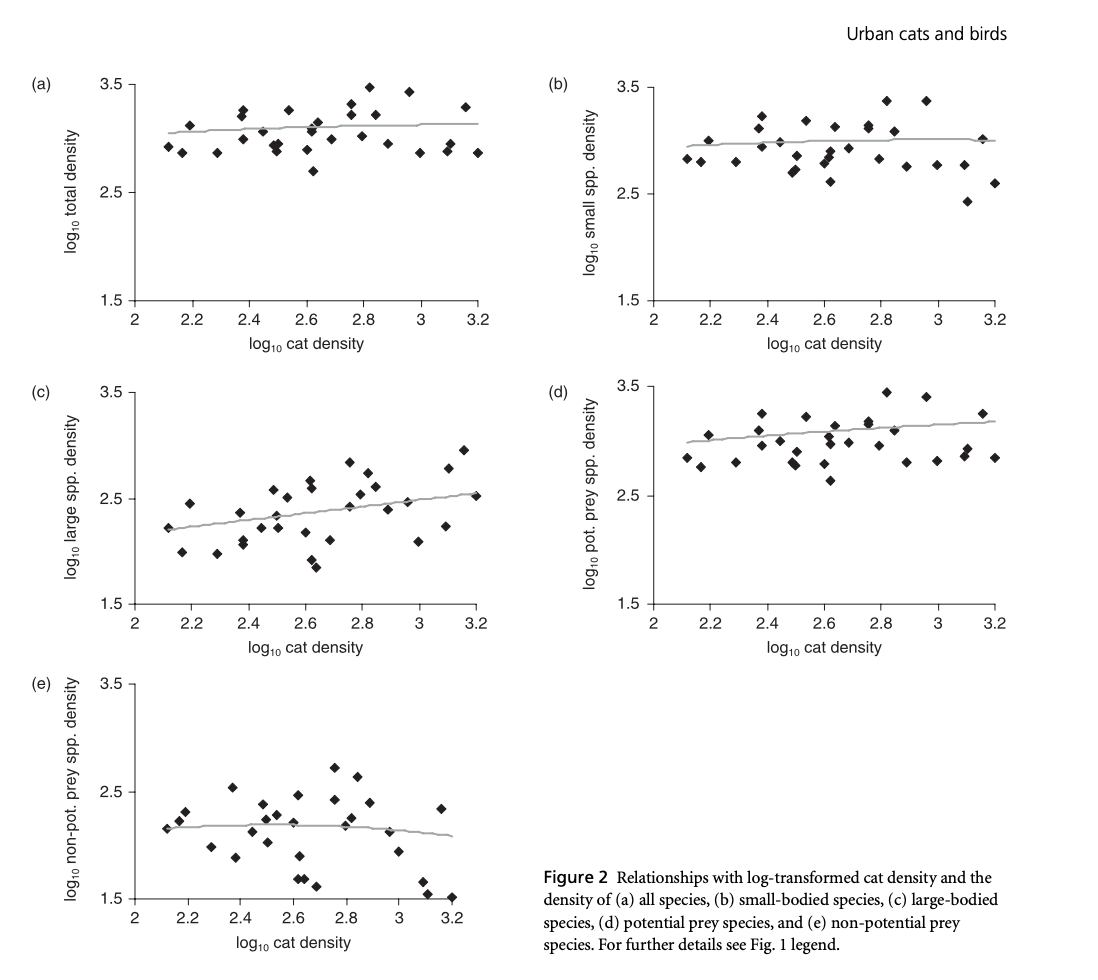 Urban cats and birds
(a)
3.5
2.5
1.5
log10 total density
2 2.2 2.4 2.6 2.8 3 3.2
log10 cat density
(b)
3.5
2.5
1.5
log10 small spp. density
2 2.2 2.4 2.6 2.8 3 3.2
log10 cat density
(c)
3.5
2.5
1.5
log10 large spp. density
2 2.2 2.4 2.6 2.8 3 3.2
log10 cat density
(d)
3.5
2.5
1.5
log10 pot. prey spp. density
2 2.2 2.4 2.6 2.8 3 3.2
log10 cat density
(e)
3.5
2.5
1.5
log10 non-pot. prey spp. density
2 2.2 2.4 2.6 2.8 3 3.2
log10 cat density
Figure 2 Relationships with log-transformed cat density and the
density of (a) all species, (b) small-bodied species, (c) large-bodied
species, (d) potential prey species, and (e) non-potential prey
species. For further details see Fig. 1 legend.